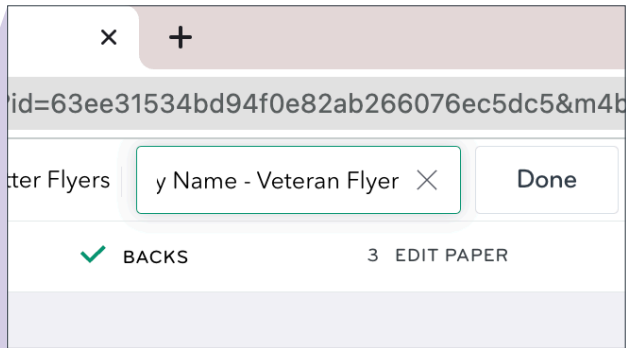 ?id=63ee31534bd94f0e82ab266076ec5dc5&m4b
tter Flyers y Name - Veteran Flyer Done
BACKS 3 EDIT PAPER